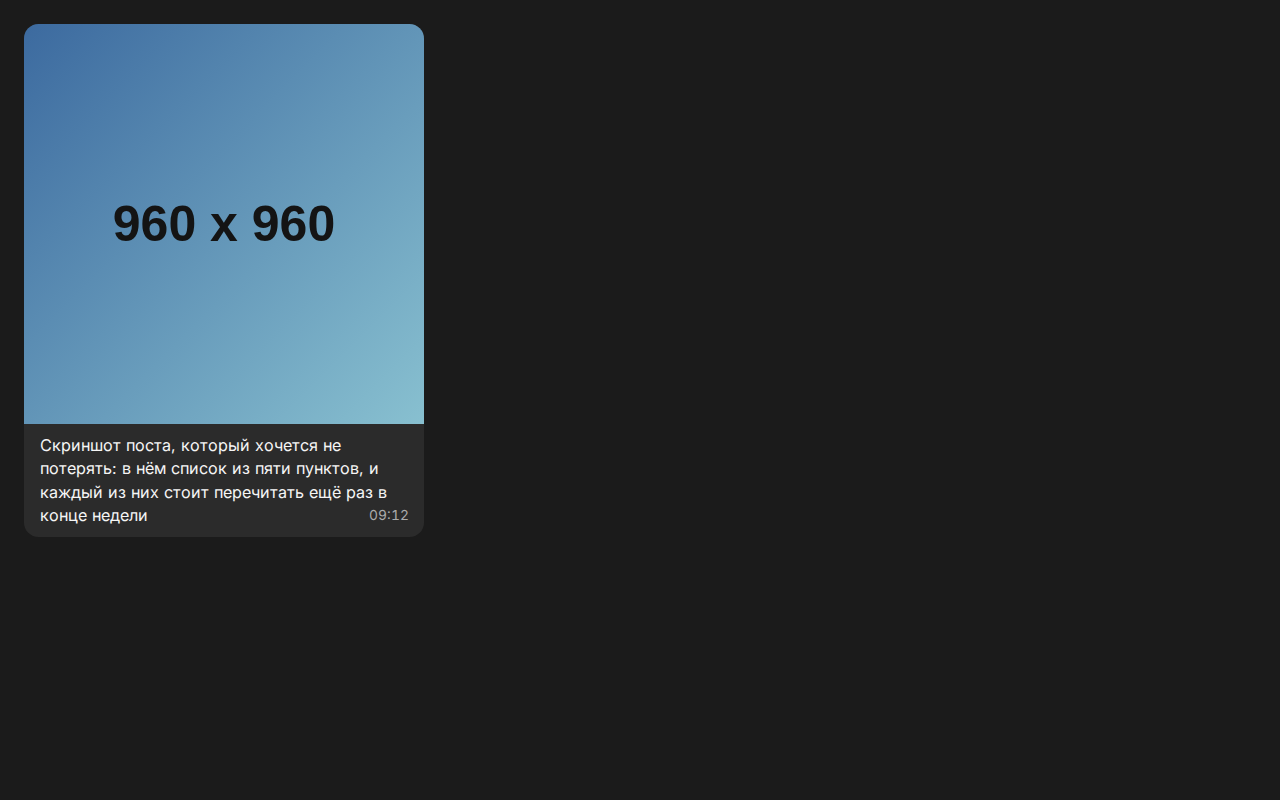 960 x 960
Скриншот поста, который хочется не
потерять: в нём список из пяти пунктов, и
каждый из них стоит перечитать ещё раз в
конце недели 09:12